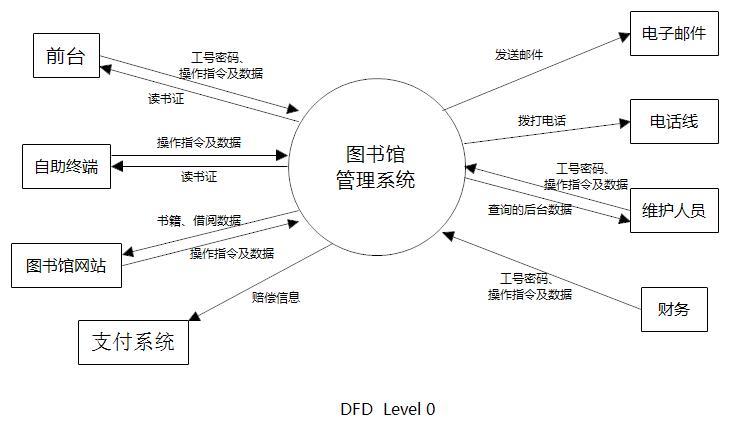 前台
工号密码、
操作指令及数据
读书证
自助终端
操作指令及数据
读书证
书籍、借阅数据
操作指令及数据
图书馆网站
赔偿信息
支付系统
图书馆
管理系统
发送邮件
电子邮件
拨打电话
电话线
工号密码、
操作指令及数据
查询的后台数据
维护人员
工号密码、
操作指令及数据
财务
DFD Level 0